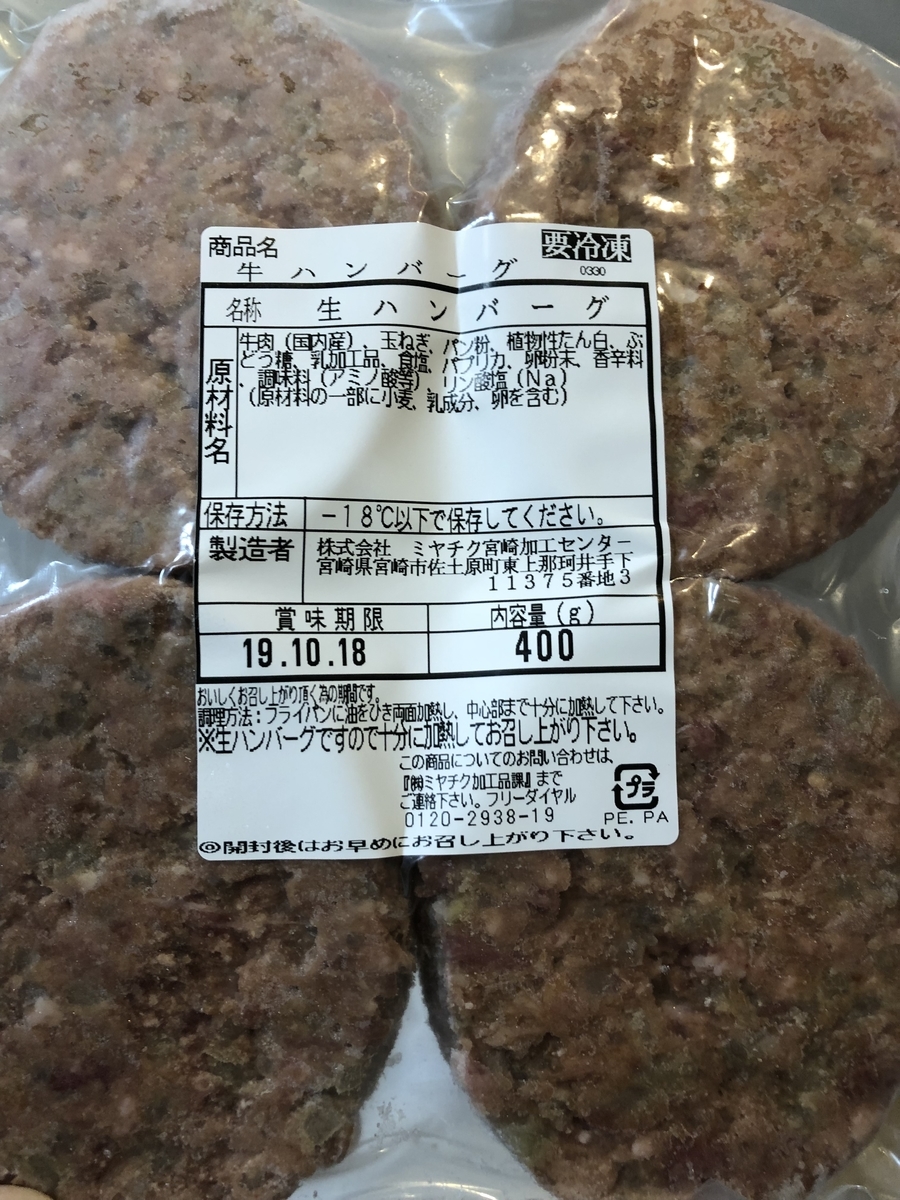 商品名
要冷凍
牛ハンバーグ
0330
名称 生ハンバーグ
原材料名
牛肉（国内産）、玉ねぎ、パン粉、植物性たん白、ぶ
どう糖、乳加工品、食塩、パプリカ、卵粉末、香辛料
、調味料（アミノ酸等）、リン酸塩（Na）
（原材料の一部に小麦、乳成分、卵を含む）
保存方法 －１８℃以下で保存してください。
製造者 株式会社 ミヤチク宮崎加工センター
宮崎県宮崎市佐土原町東上那珂井手下
１１３７５番地３
賞味期限 内容量（g）
19.10.18 400
おいしくお召し上がり頂く為の期間です。
調理方法：フライパンに油をひき両面加熱し、中心部まで十分に加熱して下さい。
※生ハンバーグですので十分に加熱してお召し上がり下さい。
この商品についてのお問い合わせは、
『㈱ミヤチク加工品課』まで
ご連絡下さい。フリーダイヤル
0120-2938-19
プラ
PE. PA
◎開封後はお早めにお召し上がり下さい。